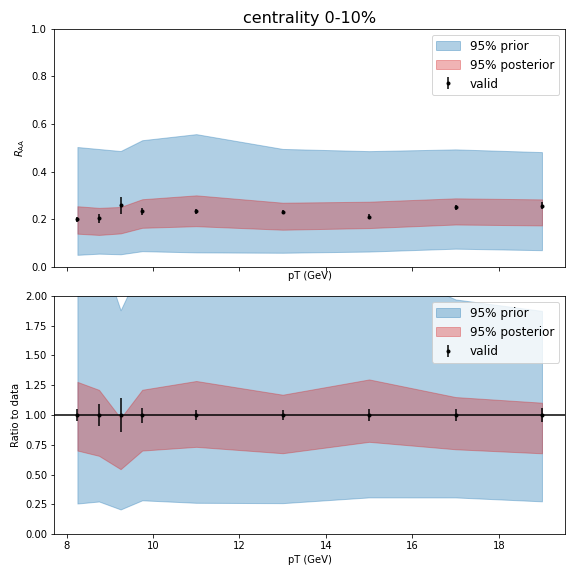 centrality 0-10%
1.0
0.8
0.6
0.4
0.2
0.0
R_AA
95% prior
95% posterior
valid
pT (GeV)
2.00
1.75
1.50
1.25
1.00
0.75
0.50
0.25
0.00
Ratio to data
95% prior
95% posterior
valid
8 10 12 14 16 18
pT (GeV)